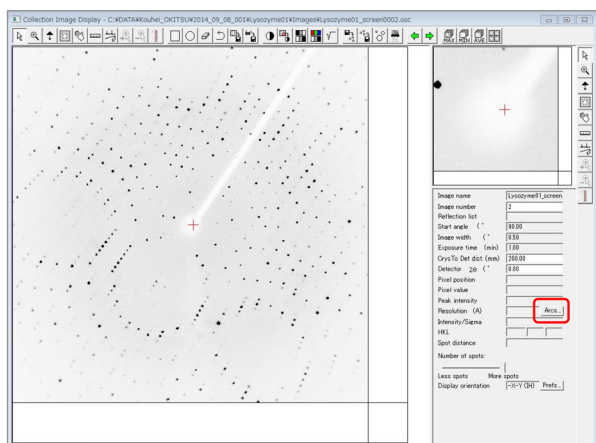 Collection Image Display - C:¥DATA¥Kouhei_OKITSU¥2014_09_08_001¥Lysozyme01¥Images¥Lysozyme01_screen0002.osc
MAX MIN AVE
Image name Lysozyme01_screen
Image number 2
Reflection list
Start angle (° 90.00
Image width (° 0.50
Exposure time (min) 1.00
CrysTo Det dist.(mm) 200.00
Detector 2θ (° 0.00
Pixel position
Pixel value
Peak intensity
Resolution (A) Arcs...
Intensity/Sigma
HKL
Spot distance
Number of spots:
Less spots More spots
Display orientation -X-Y (IH) Prefs...